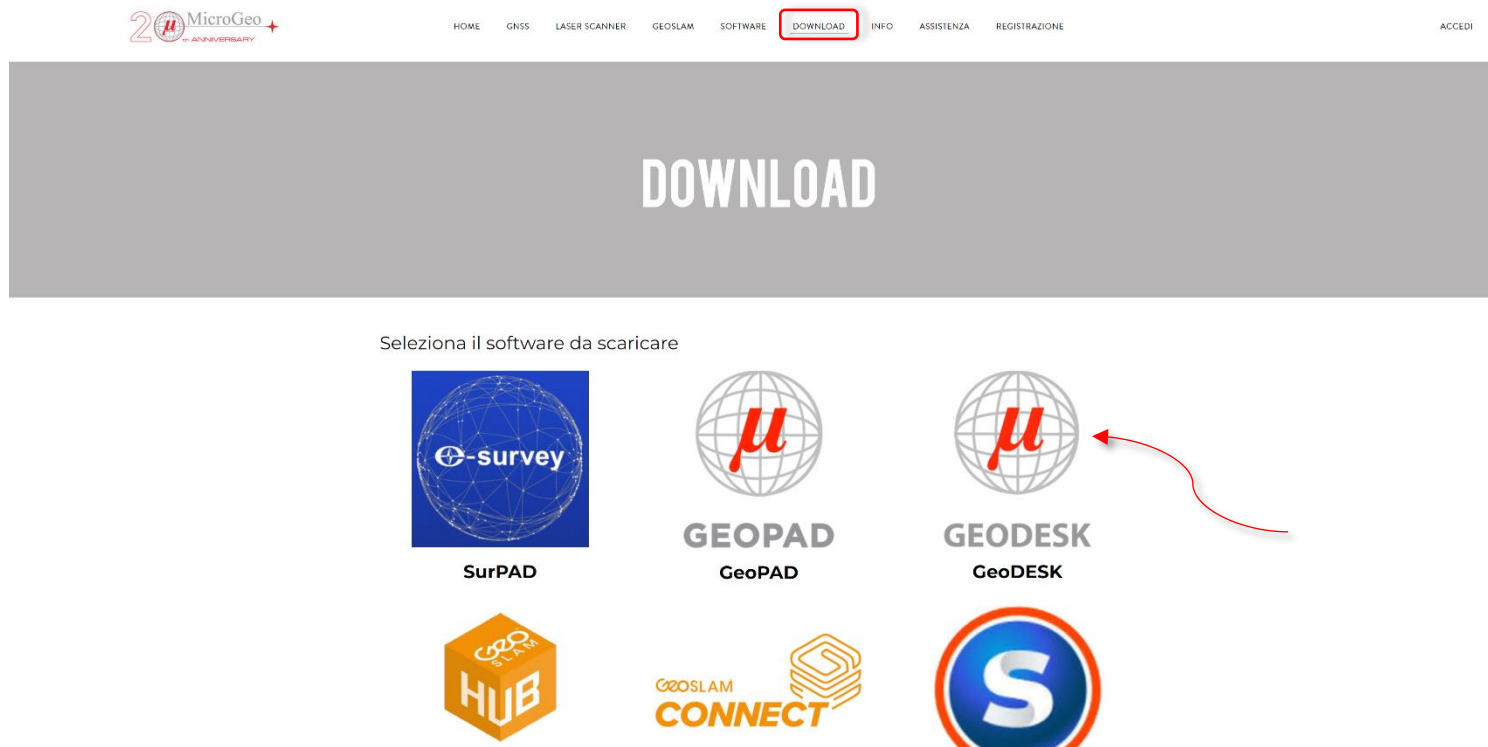 20 μ MicroGeo
th ANNIVERSARY
HOME GNSS LASER SCANNER GEOSLAM SOFTWARE DOWNLOAD INFO ASSISTENZA REGISTRAZIONE ACCEDI
DOWNLOAD
Seleziona il software da scaricare
e-survey
SurPAD
μ
GEOPAD
GeoPAD
μ
GEODESK
GeoDESK
GEO
SLAM
HUB
GEOSLAM
CONNECT
S